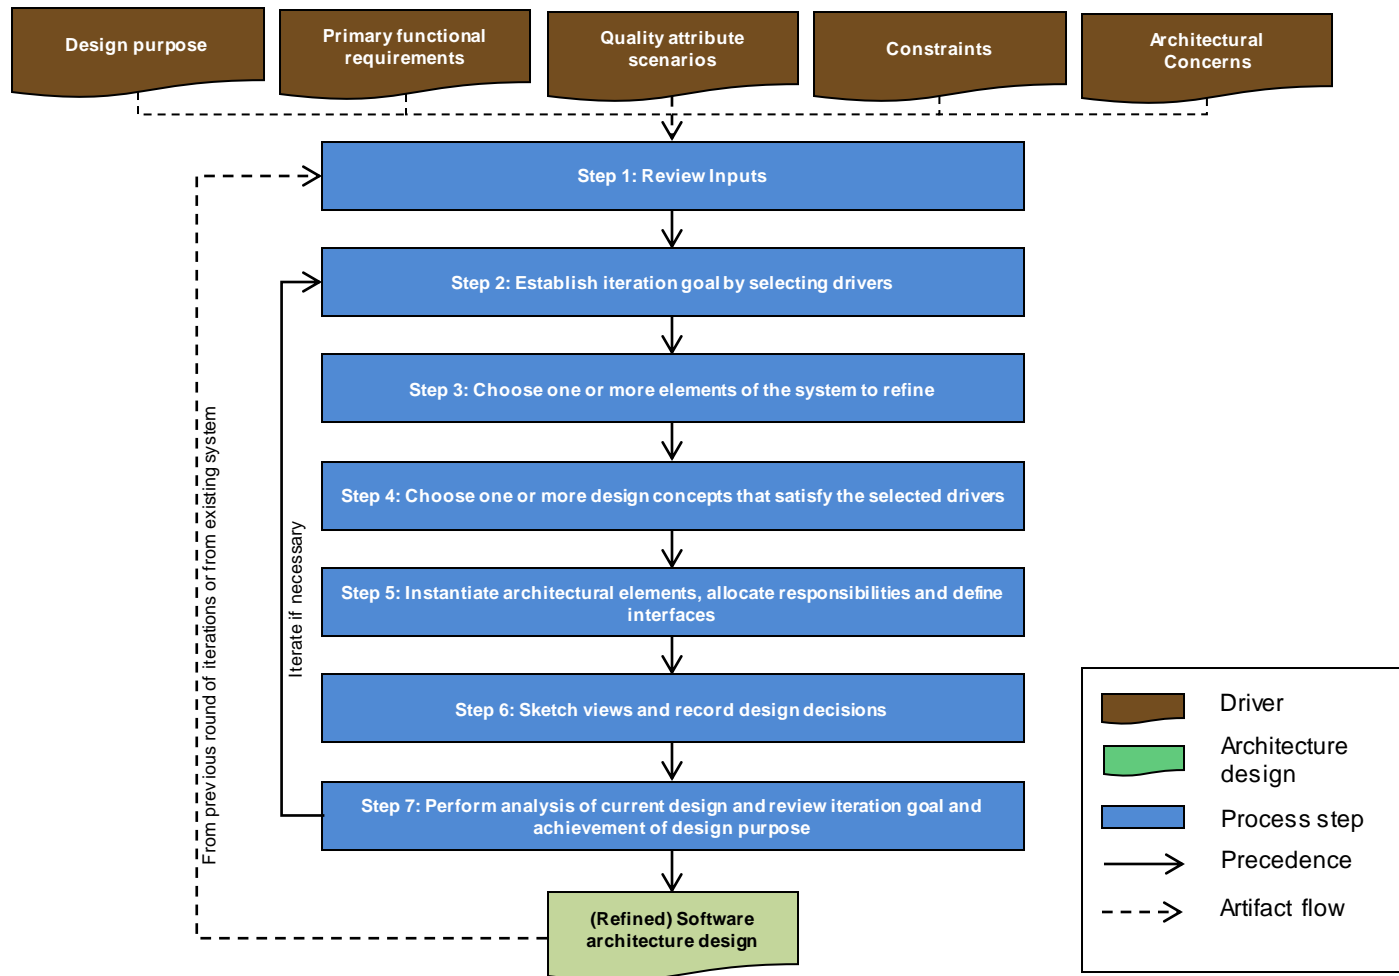 Design purpose
Primary functional
requirements
Quality attribute
scenarios
Constraints
Architectural
Concerns
Step 1: Review Inputs
Step 2: Establish iteration goal by selecting drivers
Step 3: Choose one or more elements of the system to refine
Step 4: Choose one or more design concepts that satisfy the selected drivers
Step 5: Instantiate architectural elements, allocate responsibilities and define
interfaces
Step 6: Sketch views and record design decisions
Step 7: Perform analysis of current design and review iteration goal and
achievement of design purpose
(Refined) Software
architecture design
From previous round of iterations or from existing system
Iterate if necessary
Driver
Architecture
design
Process step
Precedence
Artifact flow